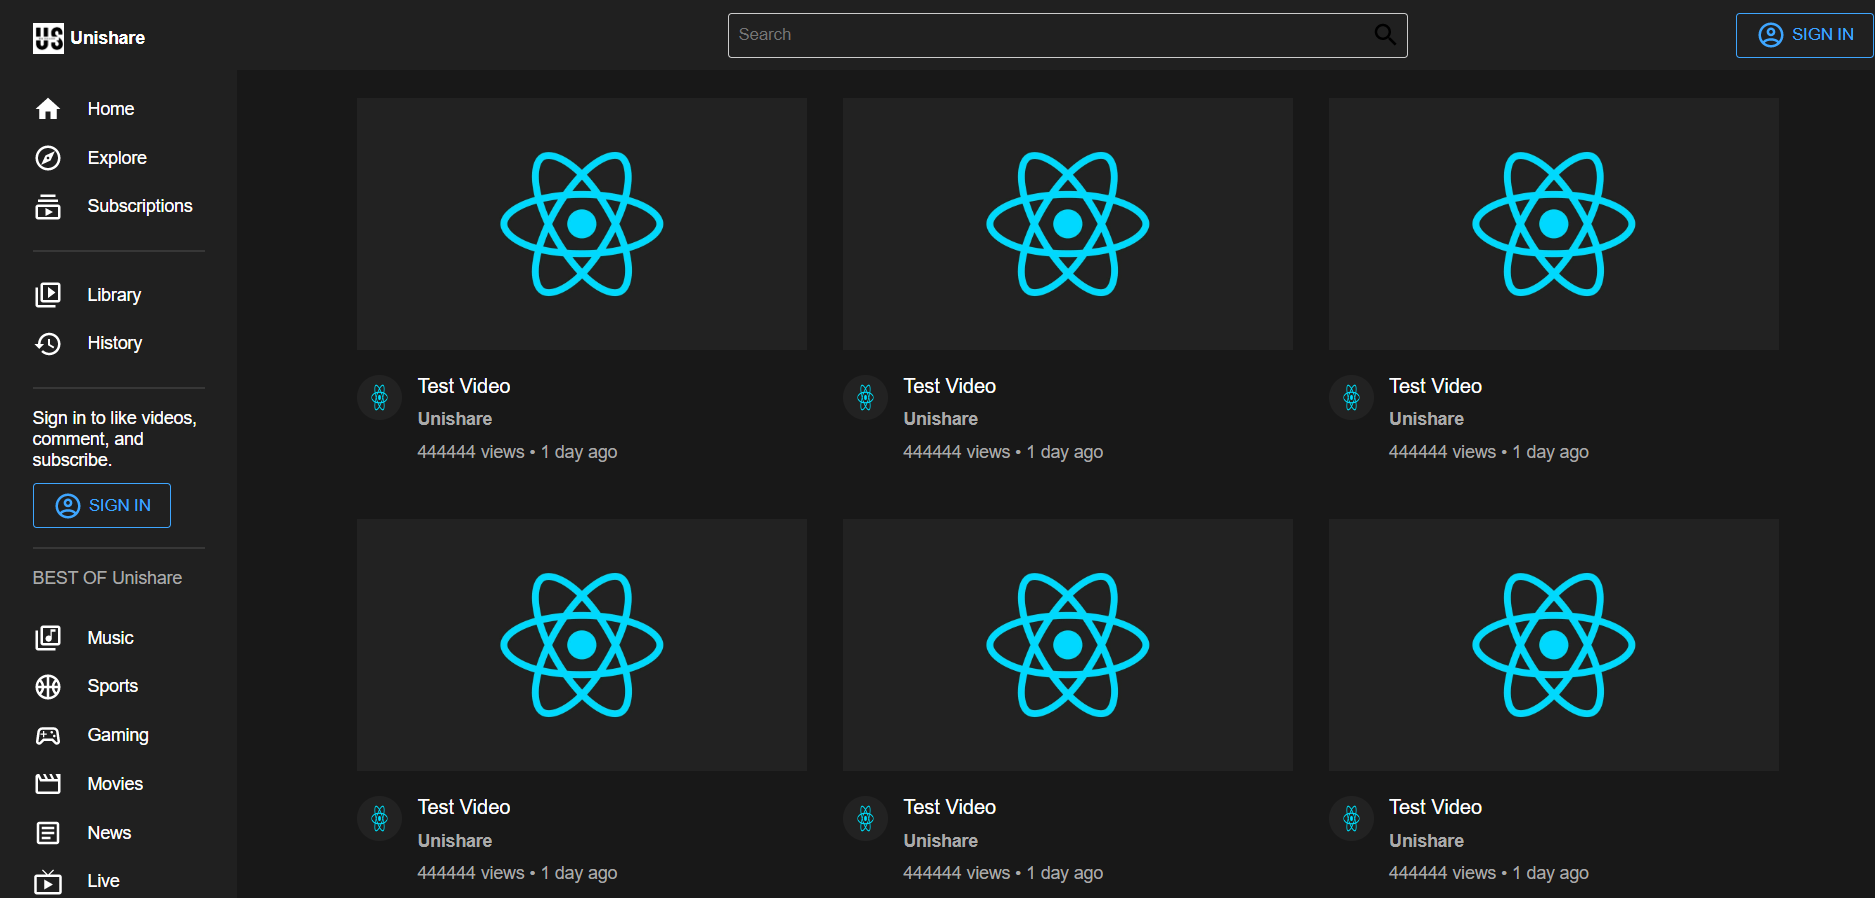 US Unishare
Search
SIGN IN
Home
Explore
Subscriptions
Library
History
Sign in to like videos,
comment, and
subscribe.
SIGN IN
BEST OF Unishare
Music
Sports
Gaming
Movies
News
Live
Test Video
Unishare
444444 views • 1 day ago
Test Video
Unishare
444444 views • 1 day ago
Test Video
Unishare
444444 views • 1 day ago
Test Video
Unishare
444444 views • 1 day ago
Test Video
Unishare
444444 views • 1 day ago
Test Video
Unishare
444444 views • 1 day ago